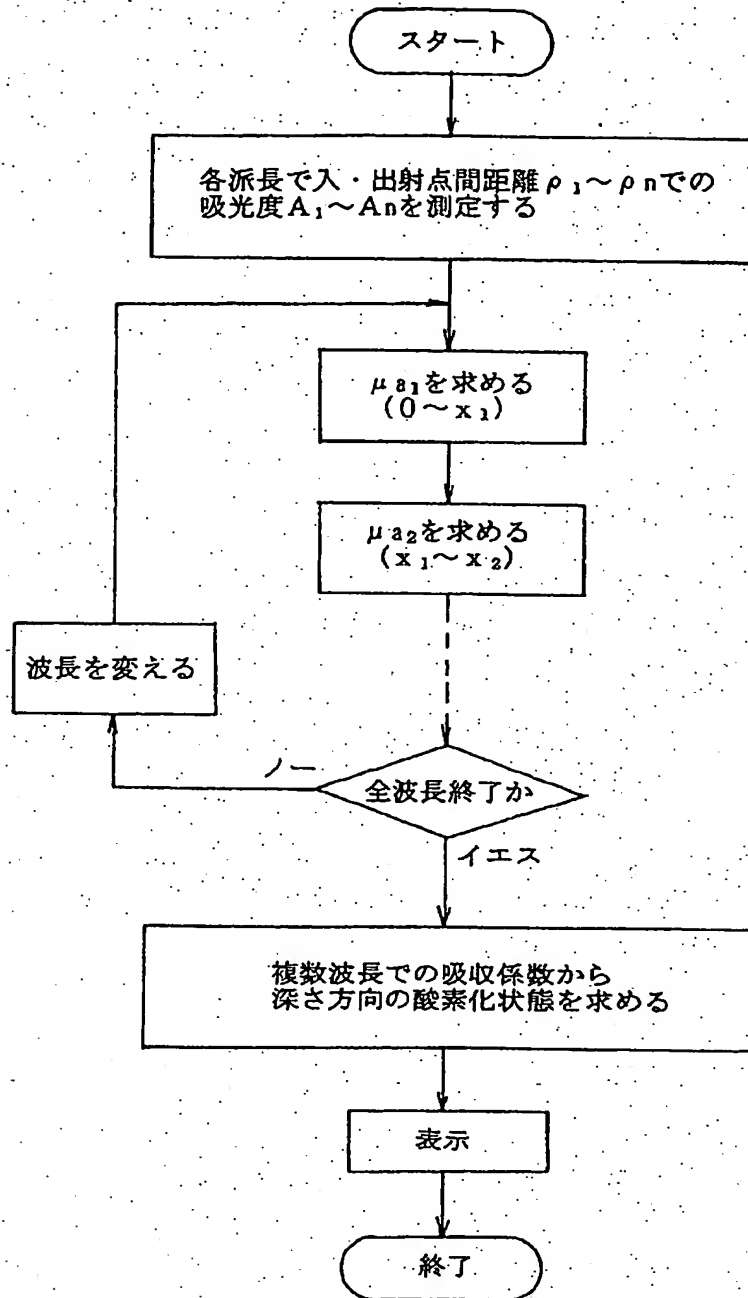 スタート
各派長で入・出射点間距離ρ₁～ρnでの
吸光度A₁～Anを測定する
μa₁を求める
(0～x₁)
μa₂を求める
(x₁～x₂)
波長を変える
ノー
全波長終了か
イエス
複数波長での吸収係数から
深さ方向の酸素化状態を求める
表示
終了